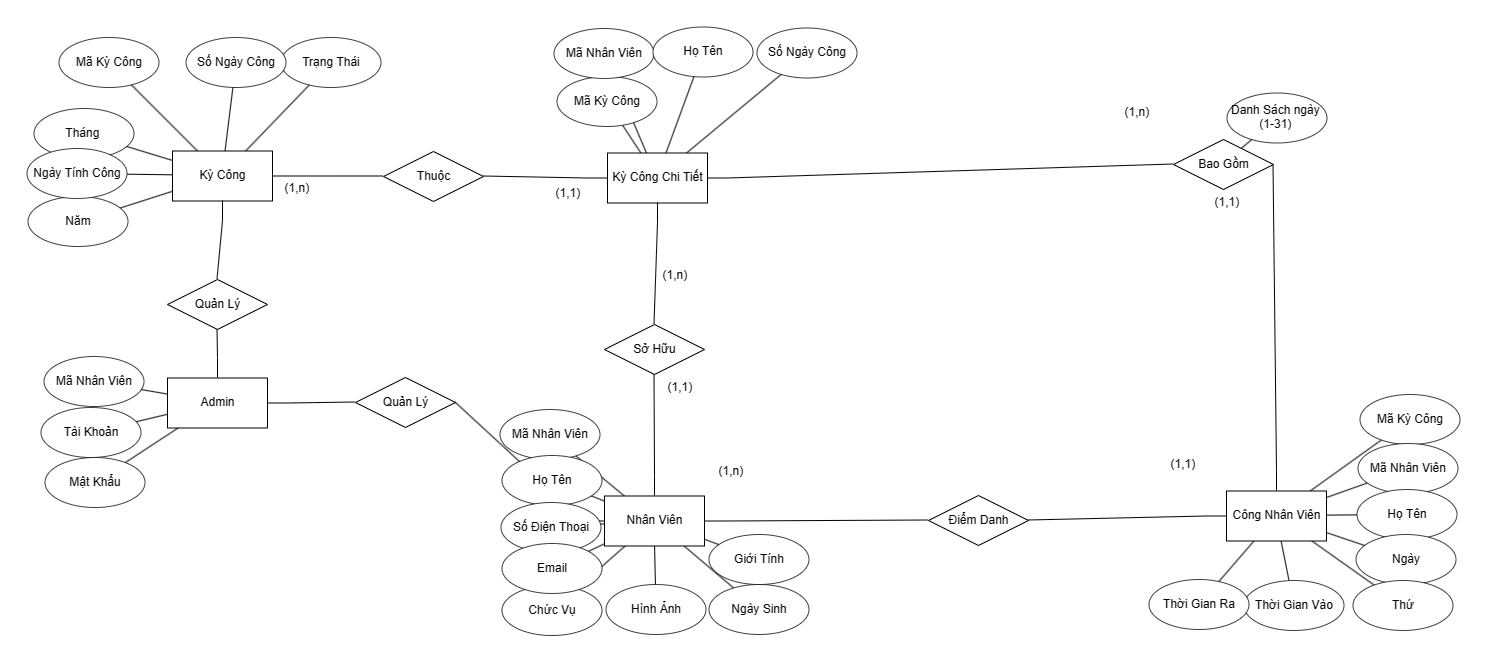 Mã Kỳ Công
Số Ngày Công
Trạng Thái
Tháng
Ngày Tính Công
Năm
Kỳ Công
(1,n)
Thuộc
(1,1)
Mã Nhân Viên
Họ Tên
Số Ngày Công
Mã Kỳ Công
Kỳ Công Chi Tiết
(1,n)
Danh Sách ngày
(1-31)
Bao Gồm
(1,1)
Quản Lý
(1,n)
Sở Hữu
(1,1)
Mã Nhân Viên
Tài Khoản
Mật Khẩu
Admin
Quản Lý
Mã Nhân Viên
Họ Tên
Số Điện Thoại
Email
Chức Vụ
Hình Ảnh
Ngày Sinh
Giới Tính
Nhân Viên
(1,n)
Điểm Danh
(1,1)
Công Nhân Viên
Mã Kỳ Công
Mã Nhân Viên
Họ Tên
Ngày
Thứ
Thời Gian Ra
Thời Gian Vào